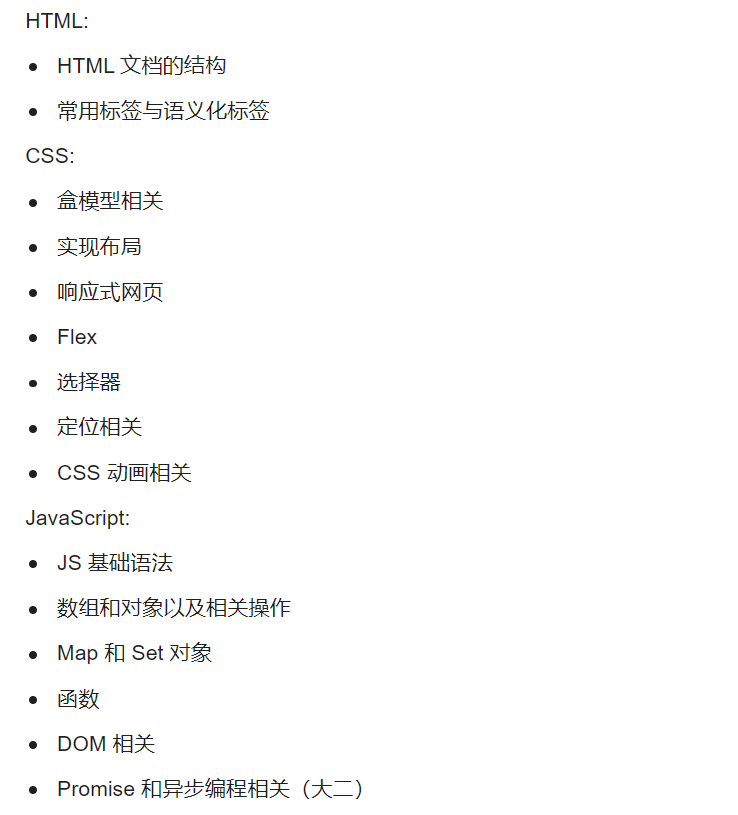 HTML:
• HTML 文档的结构
• 常用标签与语义化标签
CSS:
• 盒模型相关
• 实现布局
• 响应式网页
• Flex
• 选择器
• 定位相关
• CSS 动画相关
JavaScript:
• JS 基础语法
• 数组和对象以及相关操作
• Map 和 Set 对象
• 函数
• DOM 相关
• Promise 和异步编程相关（大二）